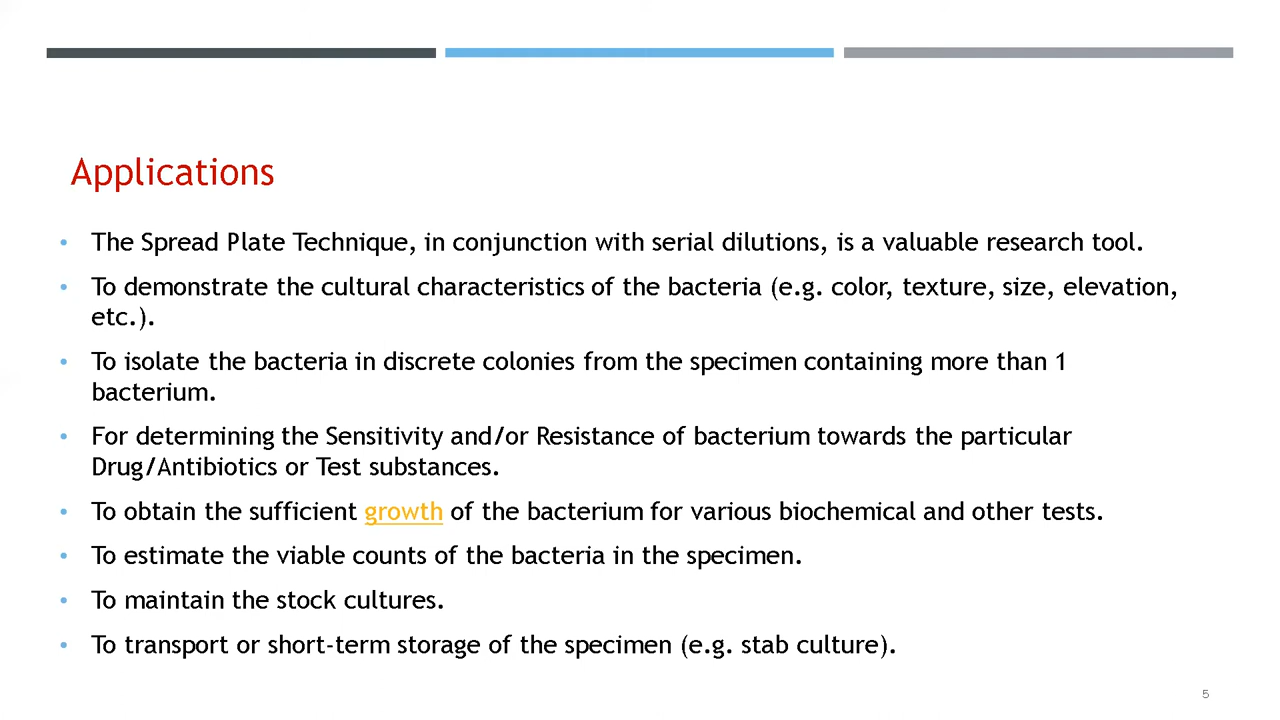 Applications
• The Spread Plate Technique, in conjunction with serial dilutions, is a valuable research tool.
• To demonstrate the cultural characteristics of the bacteria (e.g. color, texture, size, elevation,
etc.).
• To isolate the bacteria in discrete colonies from the specimen containing more than 1
bacterium.
• For determining the Sensitivity and/or Resistance of bacterium towards the particular
Drug/Antibiotics or Test substances.
• To obtain the sufficient growth of the bacterium for various biochemical and other tests.
• To estimate the viable counts of the bacteria in the specimen.
• To maintain the stock cultures.
• To transport or short-term storage of the specimen (e.g. stab culture).
5